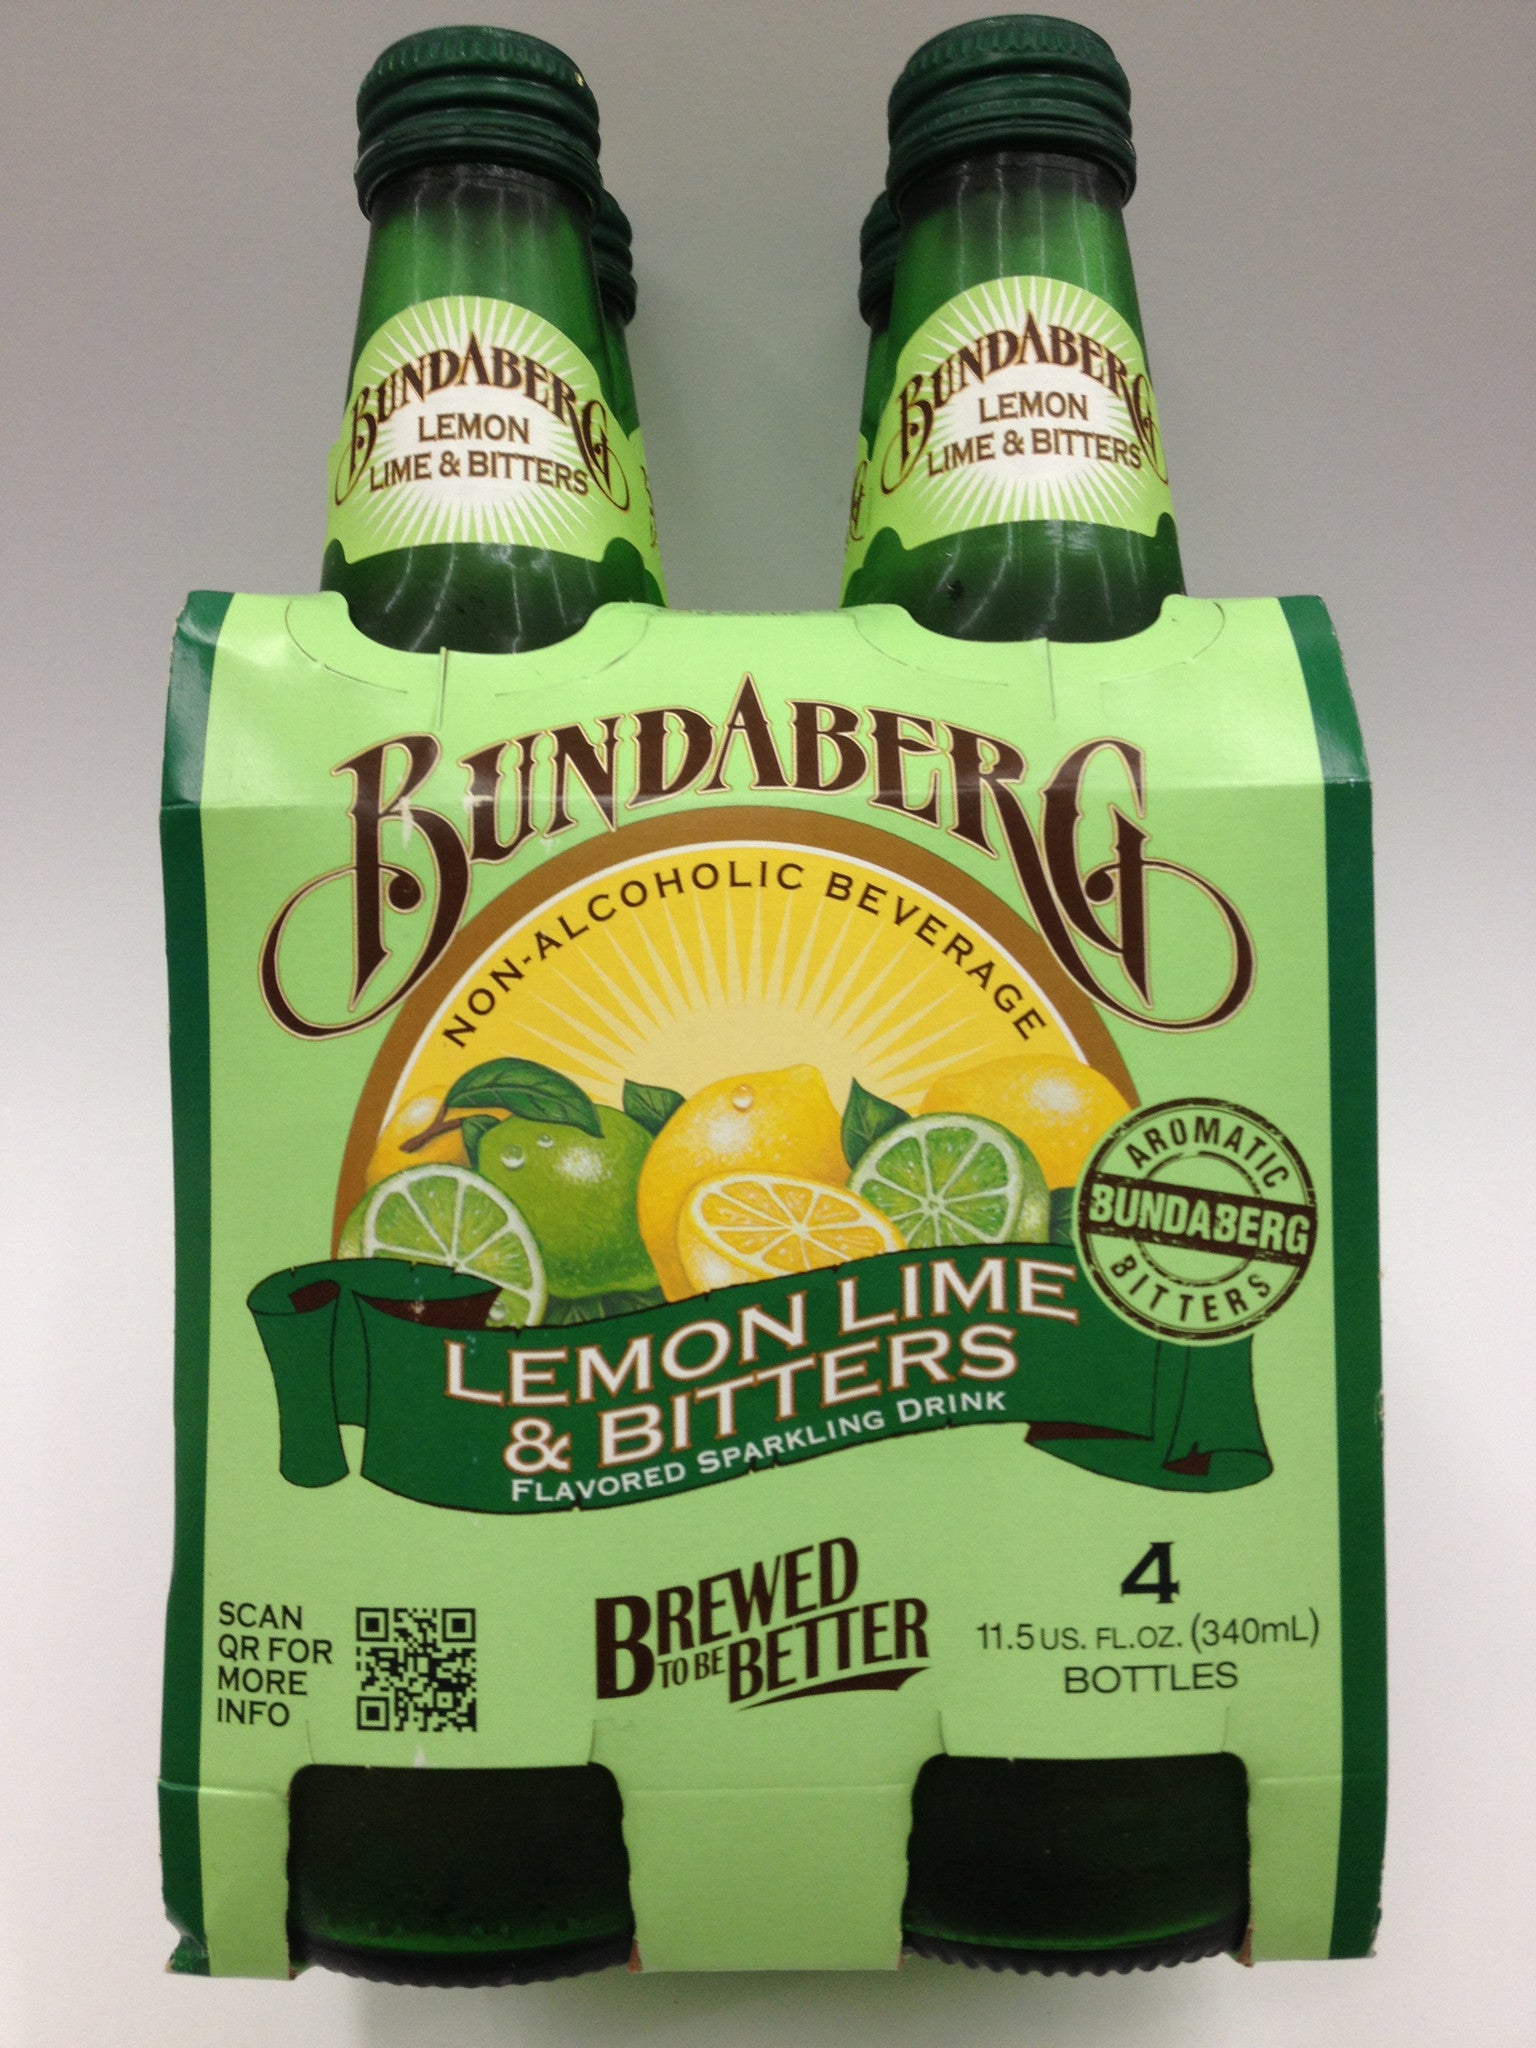 BUNDABERG
LEMON
LIME & BITTERS
BUNDABERG
LEMON
LIME & BITTERS
BUNDABERG
NON-ALCOHOLIC BEVERAGE
AROMATIC
BUNDABERG
BITTERS
LEMON LIME
& BITTERS
FLAVORED SPARKLING DRINK
SCAN
QR FOR
MORE
INFO
BREWED
TO BE BETTER
4
11.5 US. FL.OZ. (340mL)
BOTTLES